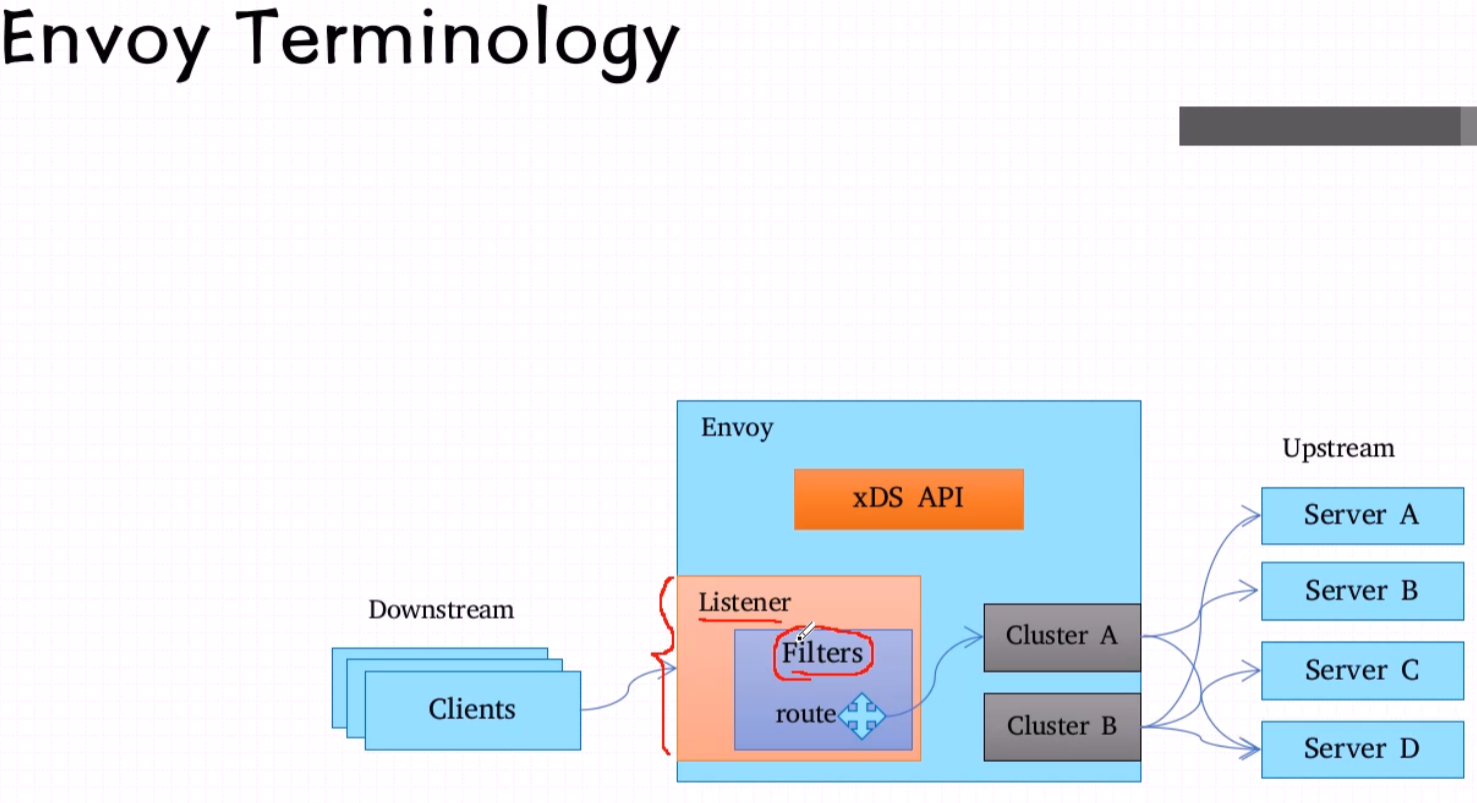 Envoy Terminology
Envoy
xDS API
Upstream
Server A
Server B
Server C
Server D
Downstream
Clients
Listener
Filters
route
Cluster A
Cluster B